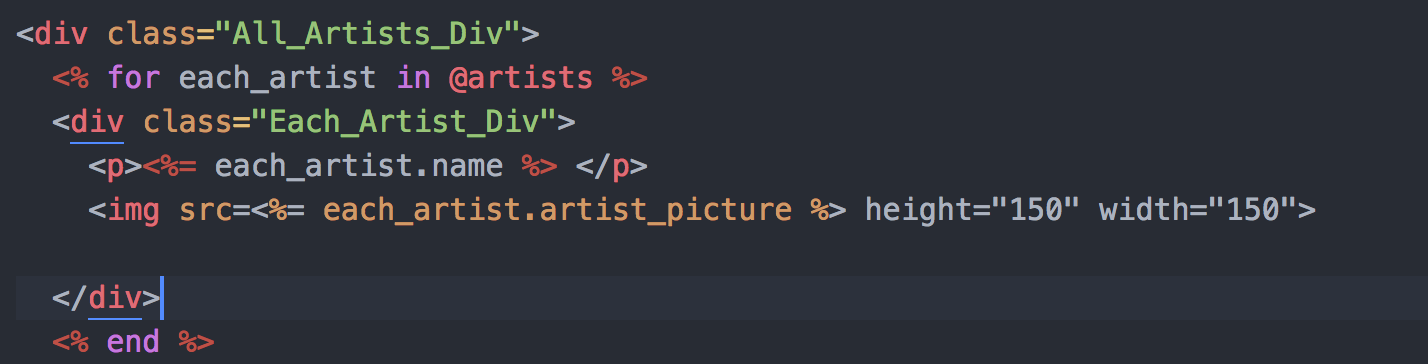 <div class="All_Artists_Div">
<% for each_artist in @artists %>
<div class="Each_Artist_Div">
<p><%= each_artist.name %> </p>
<img src=<%= each_artist.artist_picture %> height="150" width="150">
</div>
<% end %>